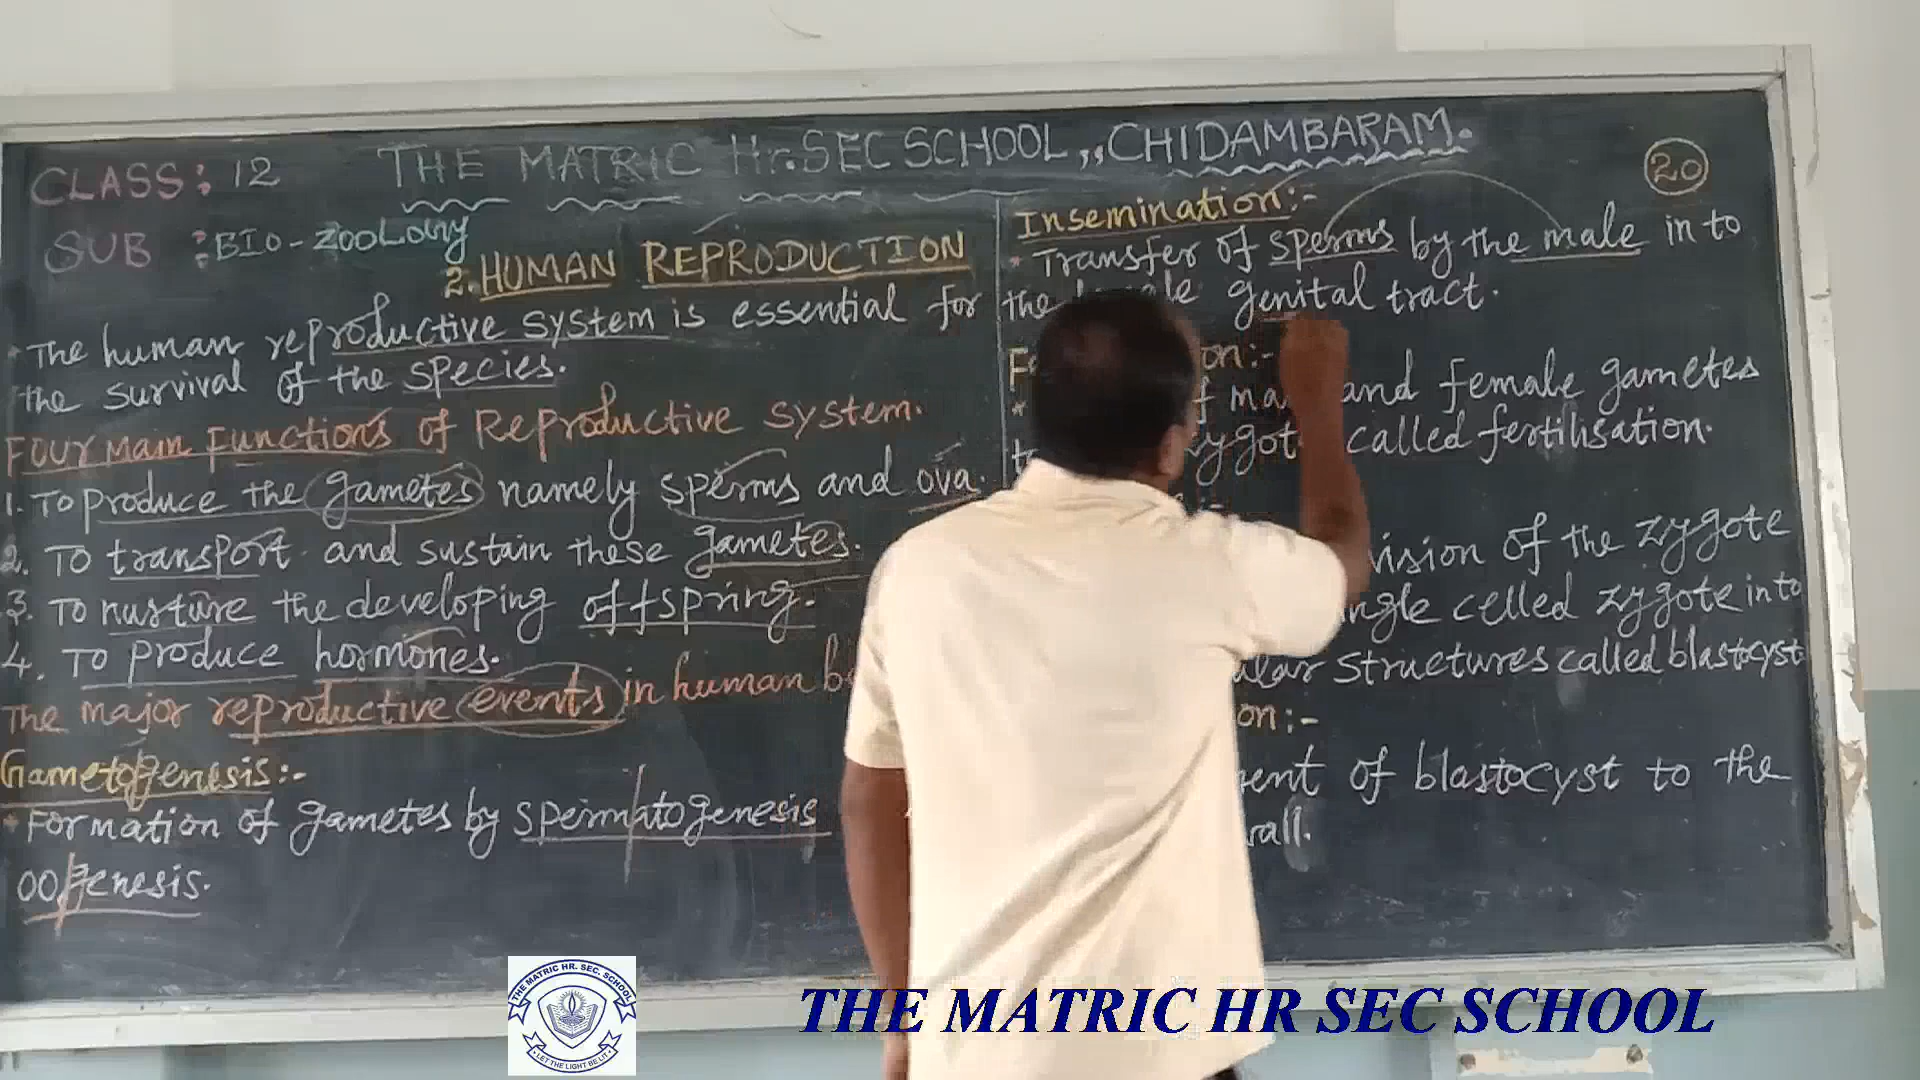 CLASS: 12
THE MATRIC Hr.SEC SCHOOL,, CHIDAMBARAM.
20
SUB : BIO - ZOOLOGY
2. HUMAN REPRODUCTION
The human reproductive system is essential for
the survival of the species.
Four main Functions of Reproductive system.
1. To produce the gametes namely sperms and ova.
2. To transport and sustain these gametes.
3. To nurture the developing offspring.
4. To produce hormones.
The major reproductive events in human
Gametogenesis:-
Formation of gametes by spermatogenesis
oogenesis.
Insemination:-
Transfer of sperms by the male in to
the genital tract.
on:-
and female gametes
called fertilisation.
vision of the zygote
ngle celled zygote into
ular structures called blastocyst
on:-
ent of blastocyst to the
wall.
THE MATRIC HR. SEC. SCHOOL
LET THE LIGHT BE LIT
THE MATRIC HR SEC SCHOOL